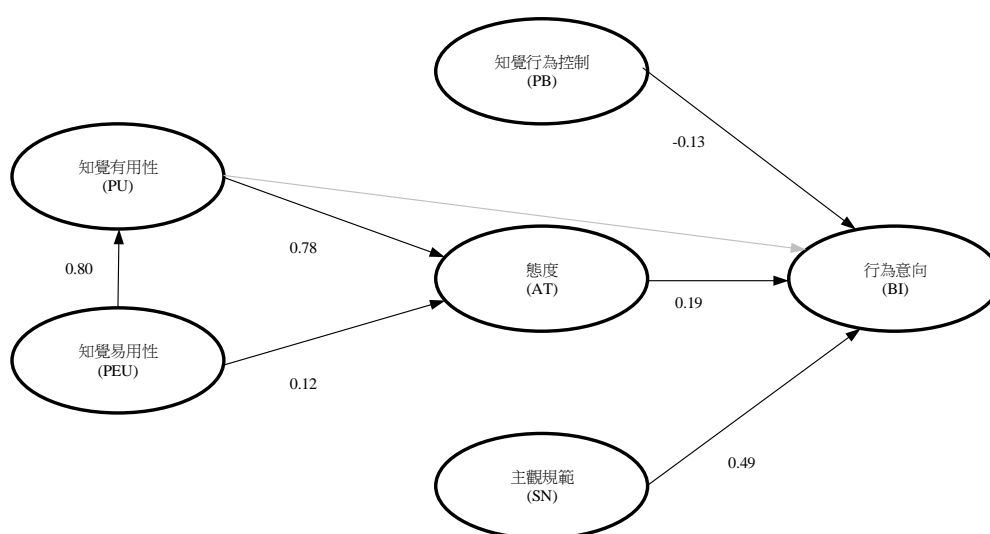 知覺行為控制
(PB)
-0.13
知覺有用性
(PU)
0.78
0.80
態度
(AT)
0.19
行為意向
(BI)
知覺易用性
(PEU)
0.12
0.49
主觀規範
(SN)